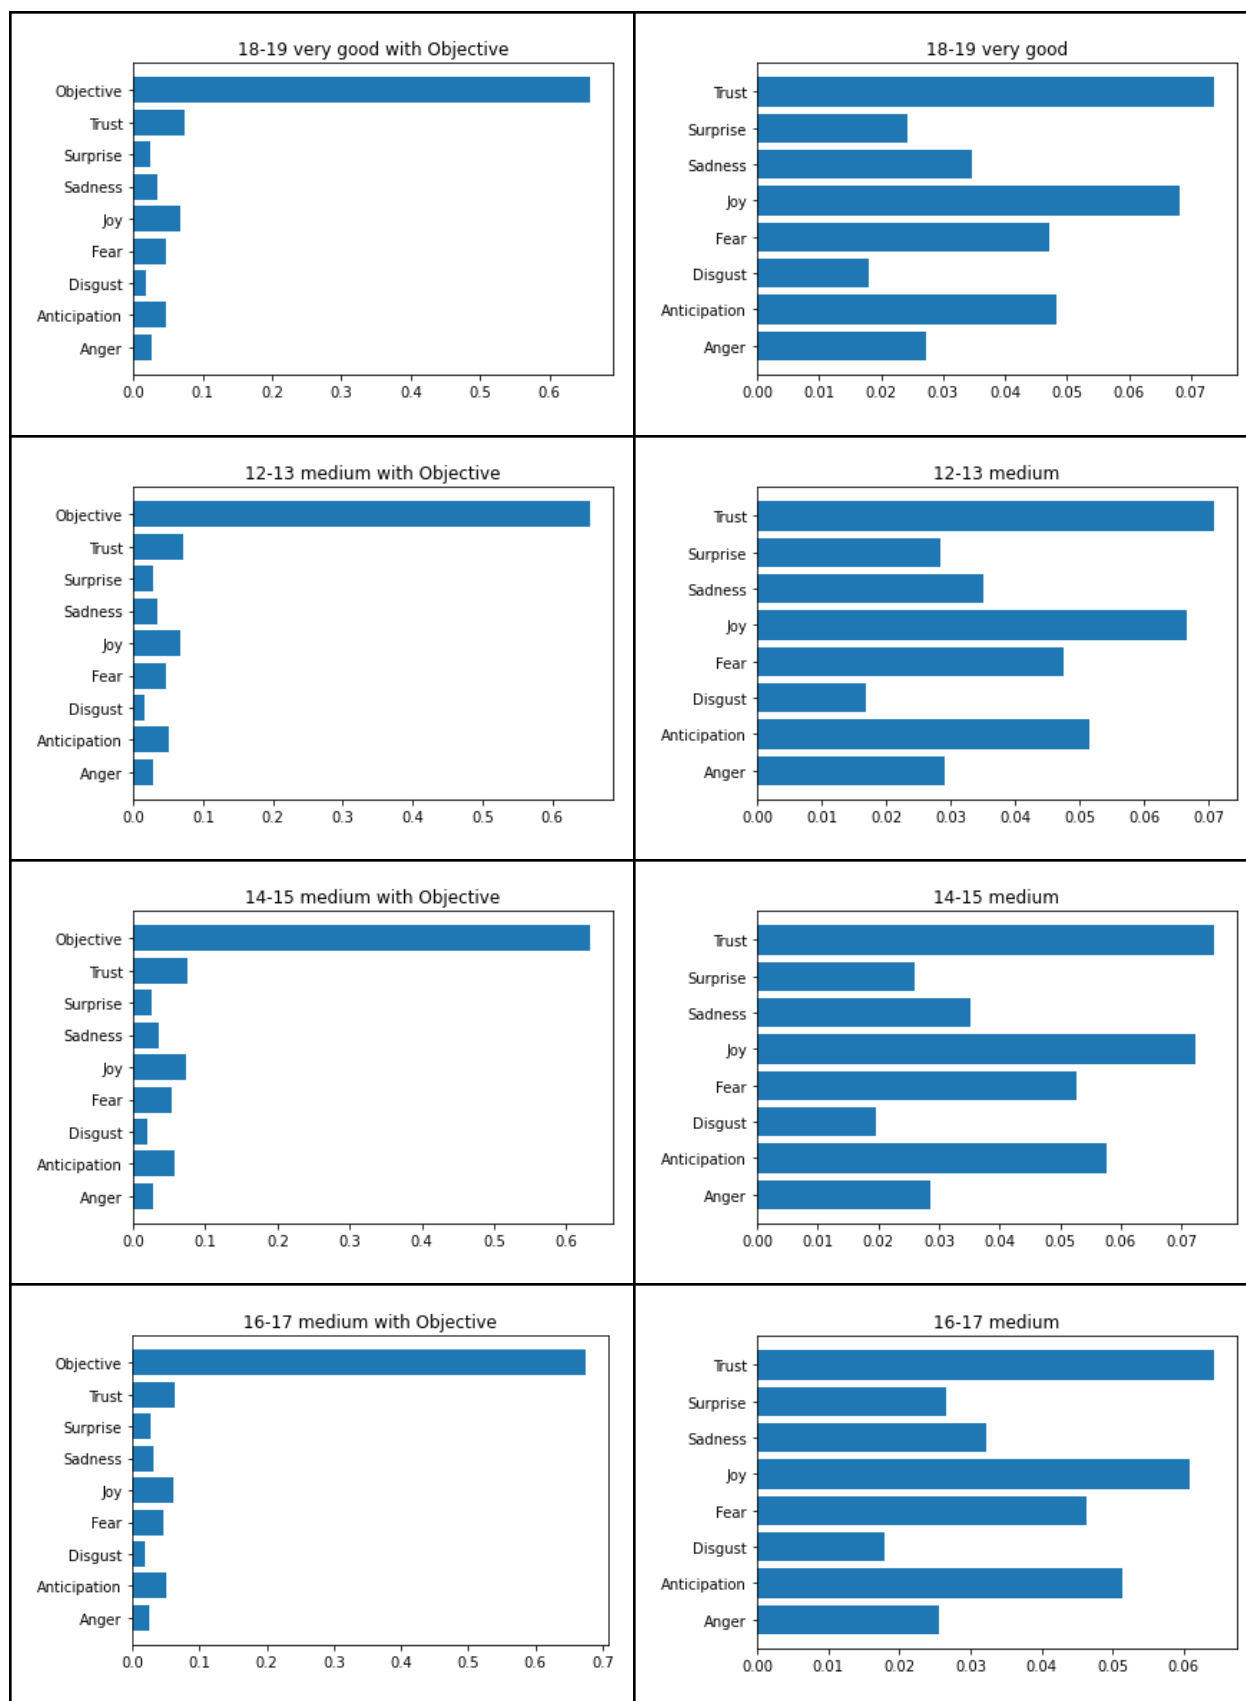 18-19 very good with Objective
Objective
Trust
Surprise
Sadness
Joy
Fear
Disgust
Anticipation
Anger
0.0 0.1 0.2 0.3 0.4 0.5 0.6
18-19 very good
Trust
Surprise
Sadness
Joy
Fear
Disgust
Anticipation
Anger
0.00 0.01 0.02 0.03 0.04 0.05 0.06 0.07
12-13 medium with Objective
Objective
Trust
Surprise
Sadness
Joy
Fear
Disgust
Anticipation
Anger
0.0 0.1 0.2 0.3 0.4 0.5 0.6
12-13 medium
Trust
Surprise
Sadness
Joy
Fear
Disgust
Anticipation
Anger
0.00 0.01 0.02 0.03 0.04 0.05 0.06 0.07
14-15 medium with Objective
Objective
Trust
Surprise
Sadness
Joy
Fear
Disgust
Anticipation
Anger
0.0 0.1 0.2 0.3 0.4 0.5 0.6
14-15 medium
Trust
Surprise
Sadness
Joy
Fear
Disgust
Anticipation
Anger
0.00 0.01 0.02 0.03 0.04 0.05 0.06 0.07
16-17 medium with Objective
Objective
Trust
Surprise
Sadness
Joy
Fear
Disgust
Anticipation
Anger
0.0 0.1 0.2 0.3 0.4 0.5 0.6 0.7
16-17 medium
Trust
Surprise
Sadness
Joy
Fear
Disgust
Anticipation
Anger
0.00 0.01 0.02 0.03 0.04 0.05 0.06